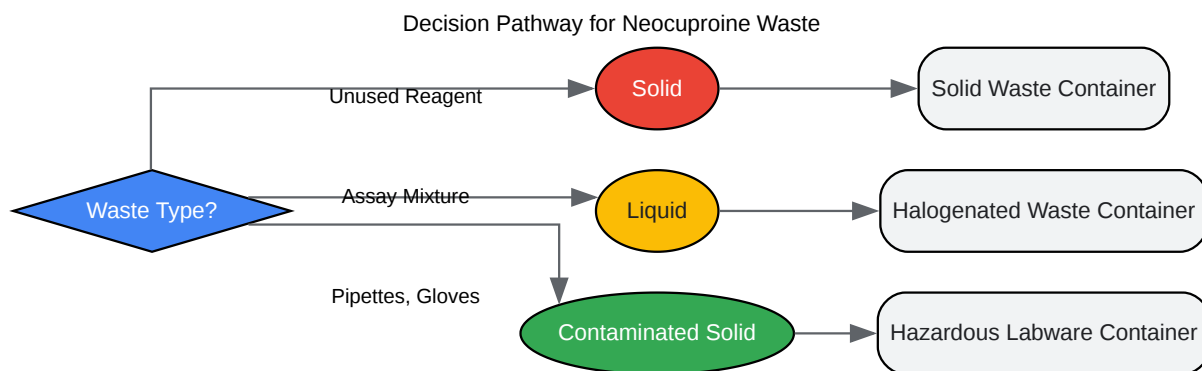 Decision Pathway for Neocuproine Waste
Unused Reagent
Solid
Solid Waste Container
Waste Type?
Assay Mixture
Liquid
Halogenated Waste Container
Pipettes, Gloves
Contaminated Solid
Hazardous Labware Container